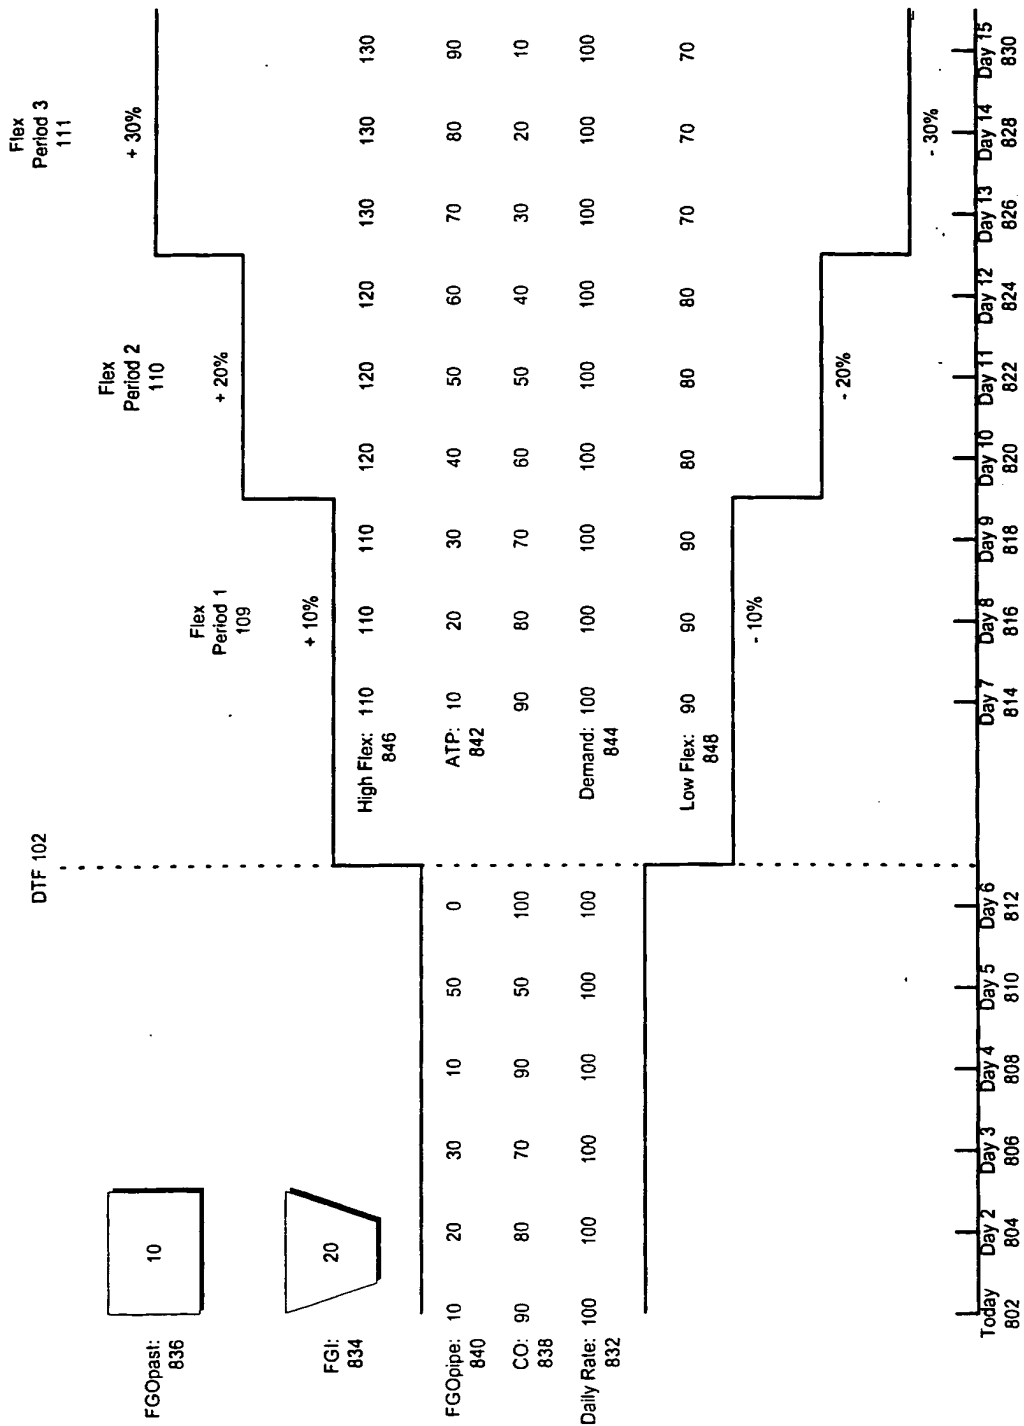 DTF 102
Flex
Period 1
109
Flex
Period 2
110
Flex
Period 3
111
FGOpast:
836
10
FGI:
834
20
+ 10%
+ 20%
+ 30%
High Flex: 110 110 110 120 120 120 130 130 130
846
FGOpipe: 10 20 30 10 50 0
840
ATP: 10 20 30 40 50 60 70 80 90
842
CO: 90 80 70 90 50 100 90 80 70 60 50 40 30 20 10
838
Daily Rate: 100 100 100 100 100 100
832
Demand: 100 100 100 100 100 100 100 100 100
844
Low Flex: 90 90 90 80 80 80 70 70 70
848
- 10%
- 20%
- 30%
Today Day 2 Day 3 Day 4 Day 5 Day 6 Day 7 Day 8 Day 9 Day 10 Day 11 Day 12 Day 13 Day 14 Day 15
802 804 806 808 810 812 814 816 818 820 822 824 826 828 830